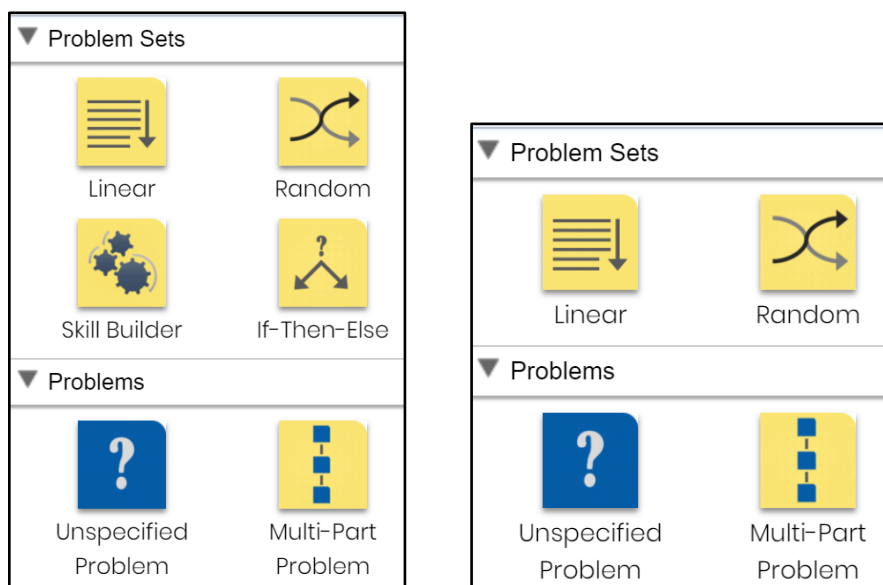 Problem Sets
Linear
Random
?
Skill Builder
If-Then-Else
Problems
?
Unspecified
Problem
Multi-Part
Problem
Problem Sets
Linear
Random
Problems
?
Unspecified
Problem
Multi-Part
Problem